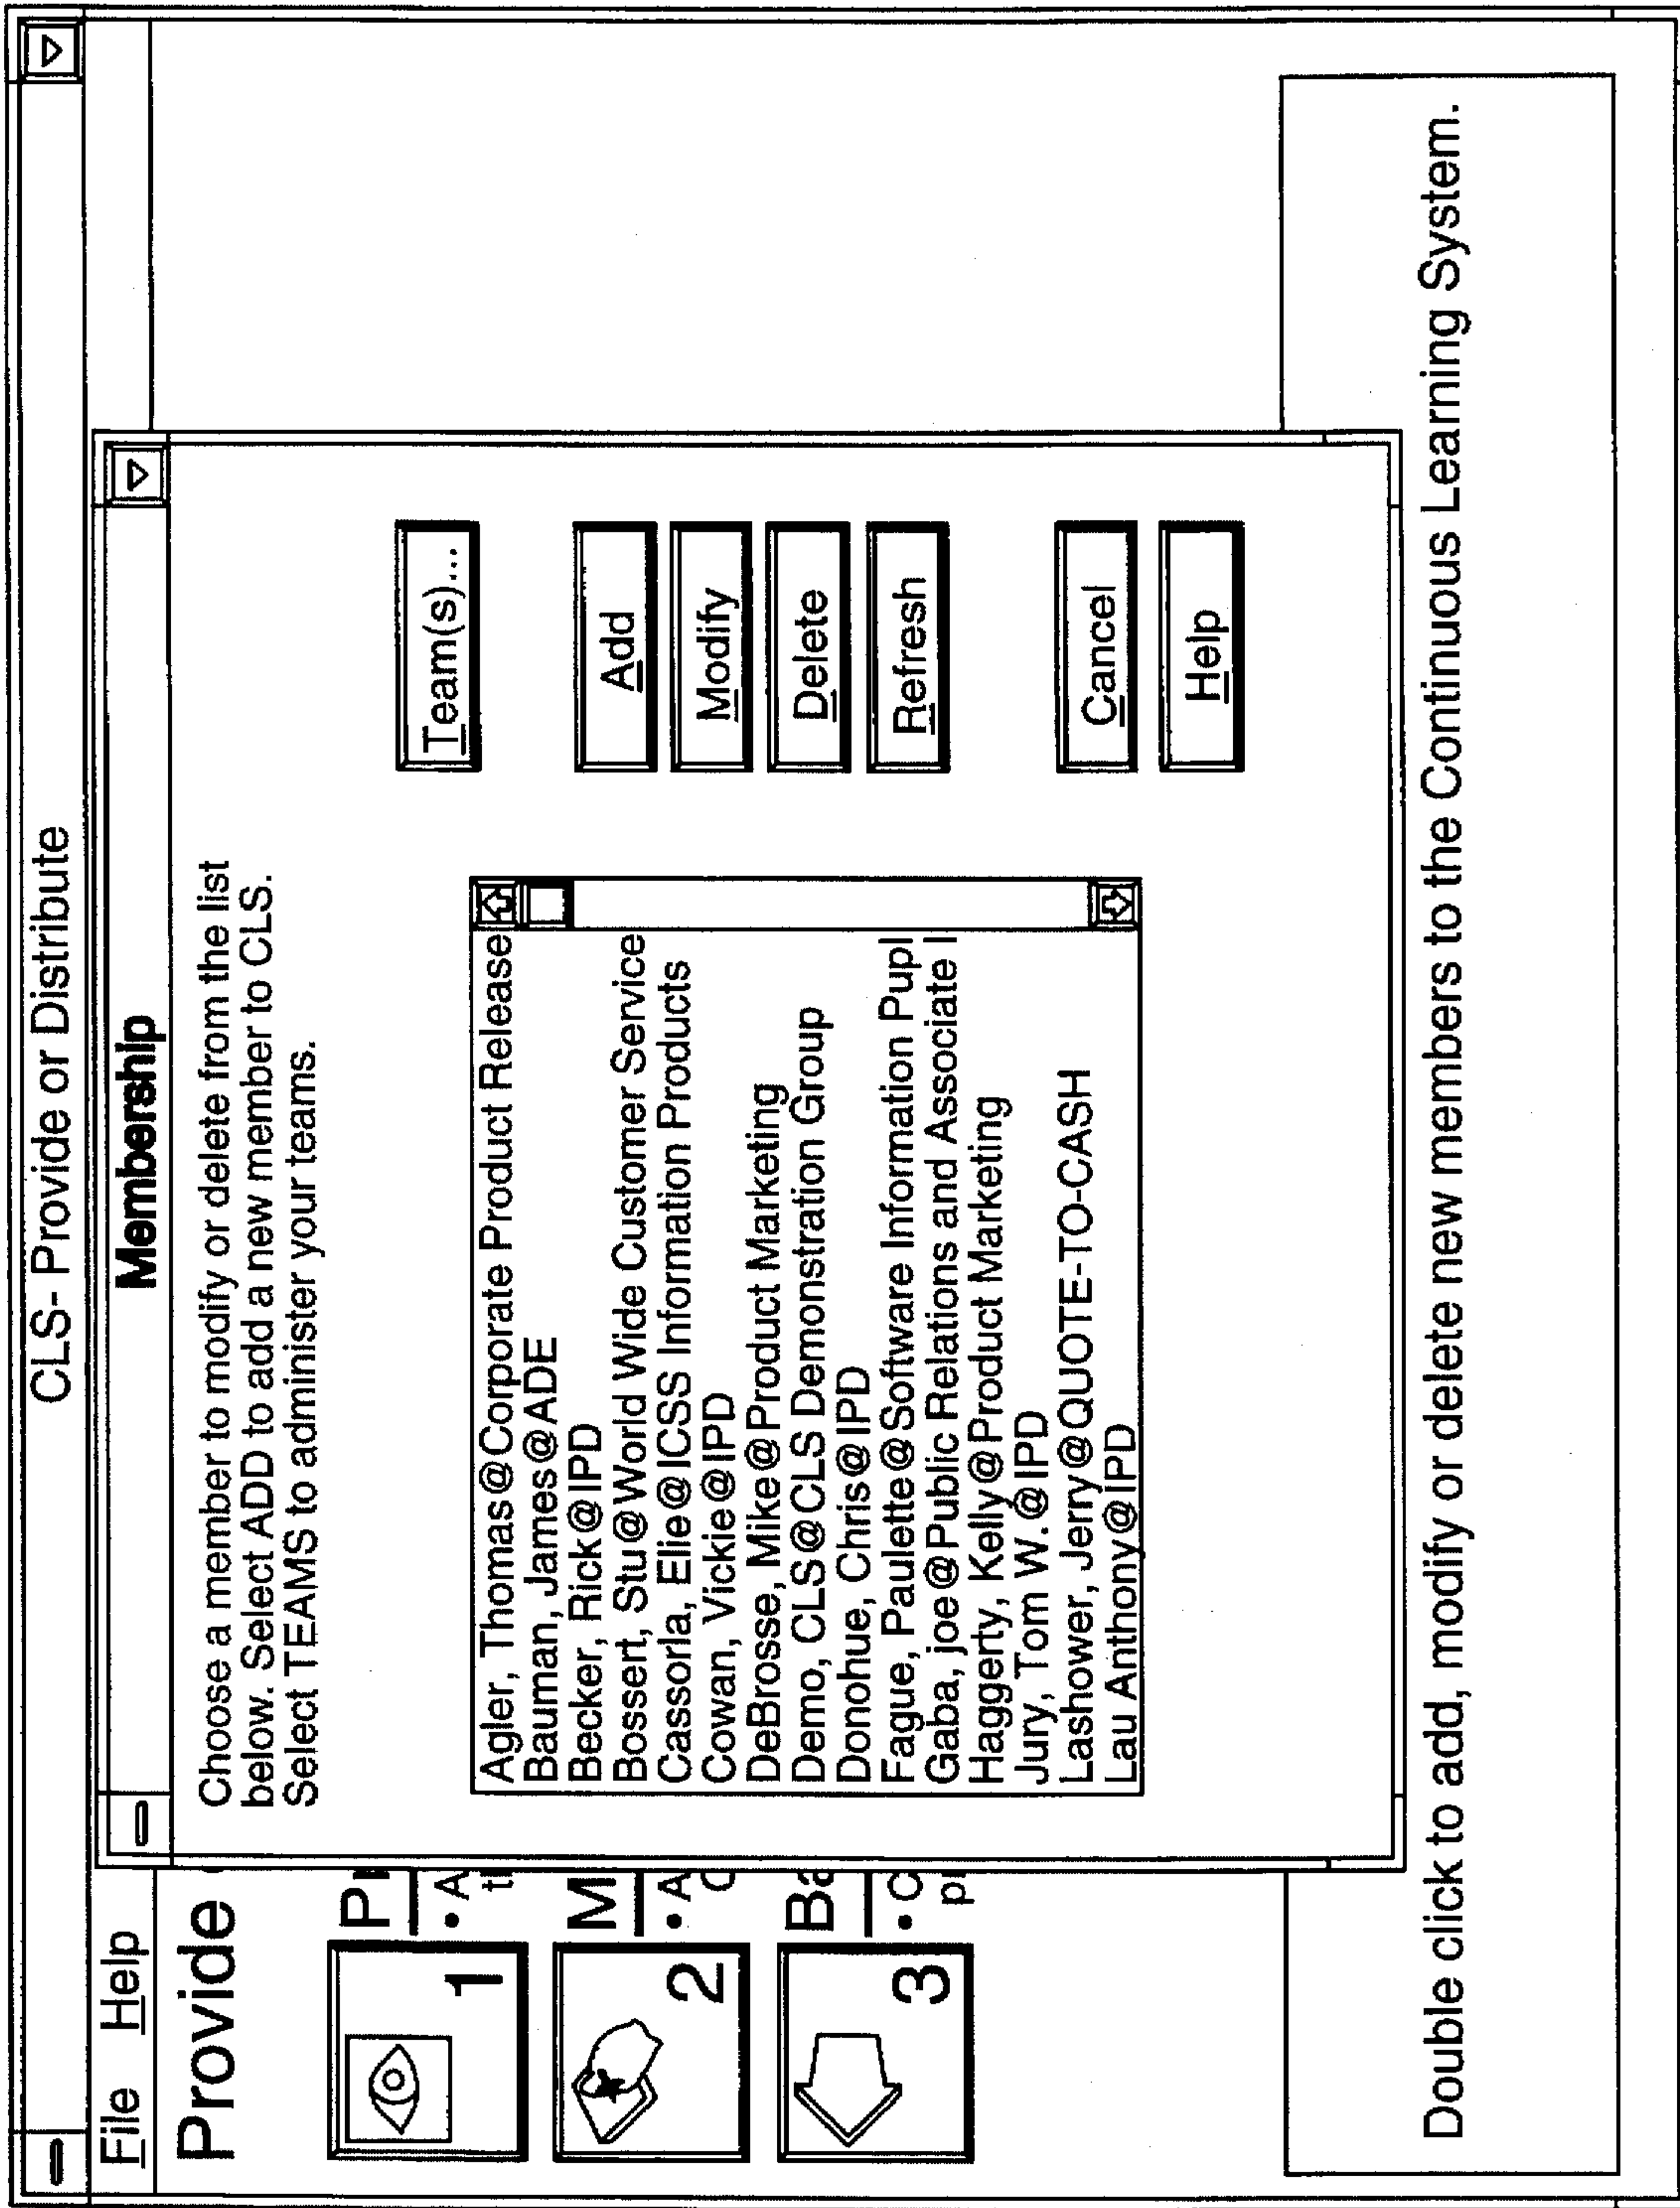 CLS- Provide or Distribute
File Help
Provide
1
2
3
Membership
Choose a member to modify or delete from the list
below. Select ADD to add a new member to CLS.
Select TEAMS to administer your teams.
Agler, Thomas@Corporate Product Release
Bauman, James@ADE
Becker, Rick@IPD
Bossert, Stu@World Wide Customer Service
Cassorla, Elie@ICSS Information Products
Cowan, Vickie@IPD
DeBrosse, Mike@Product Marketing
Demo, CLS@CLS Demonstration Group
Donohue, Chris@IPD
Fague, Paulette@Software Information Pupl
Gaba, joe@Public Relations and Associate
Haggerty, Kelly@Product Marketing
Jury, Tom W.@IPD
Lashower, Jerry@QUOTE-TO-CASH
Lau Anthony@IPD
Team(s)...
Add
Modify
Delete
Refresh
Cancel
Help
Double click to add, modify or delete new members to the Continuous Learning System.